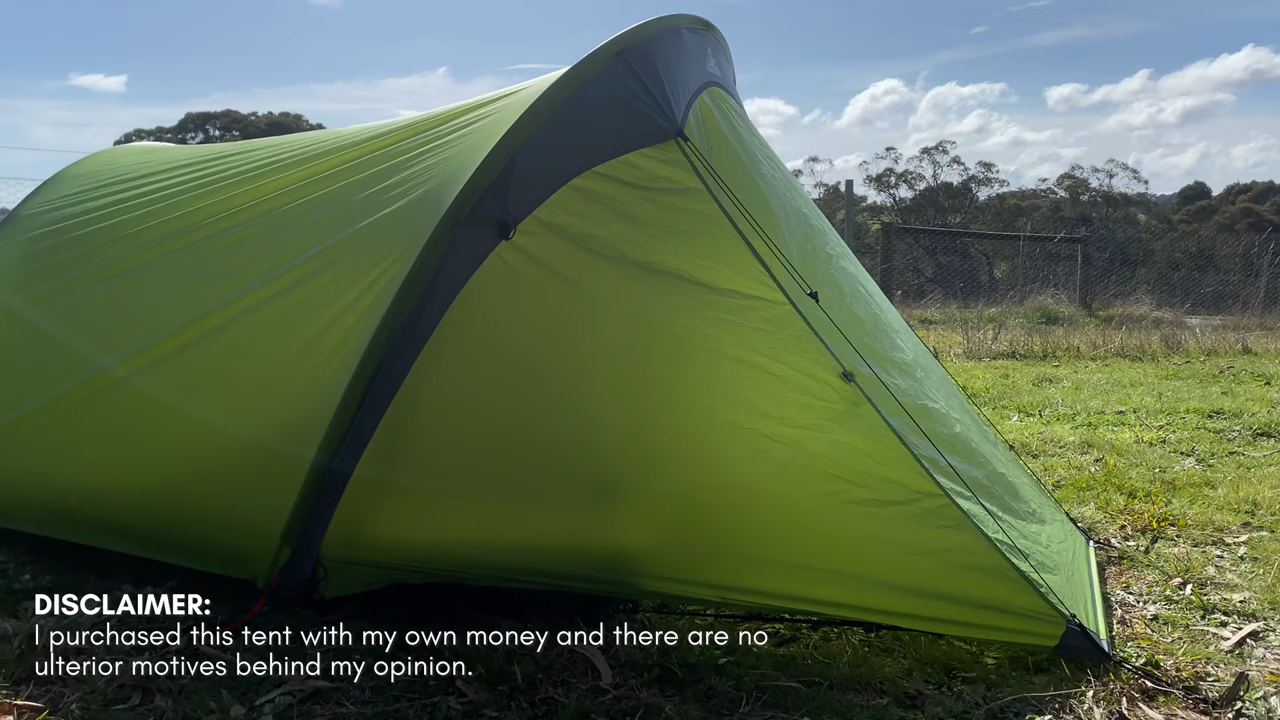 DISCLAIMER:
I purchased this tent with my own money and there are no
ulterior motives behind my opinion.